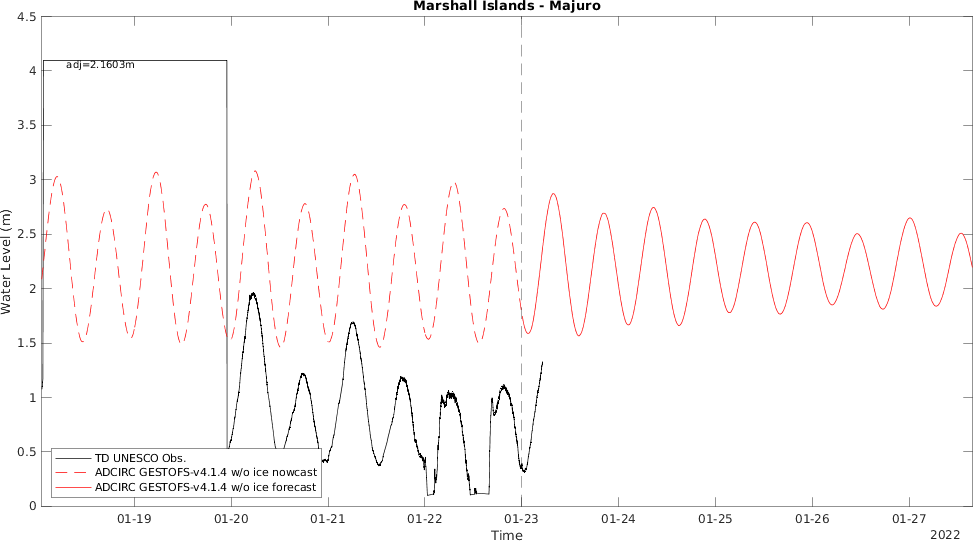 Marshall Islands - Majuro
4.5
4
3.5
3
2.5
2
1.5
1
0.5
0
Water Level (m)
adj=2.1603m
TD UNESCO Obs.
ADCIRC GESTOFS-v4.1.4 w/o ice nowcast
ADCIRC GESTOFS-v4.1.4 w/o ice forecast
01-19 01-20 01-21 01-22 01-23 01-24 01-25 01-26 01-27
Time
2022